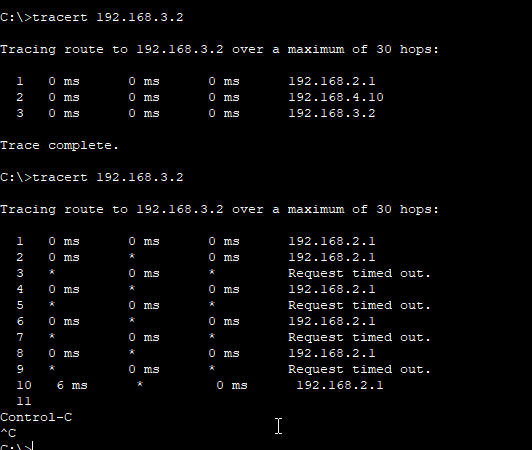 C:\>tracert 192.168.3.2
Tracing route to 192.168.3.2 over a maximum of 30 hops:
1 0 ms 0 ms 0 ms 192.168.2.1
2 0 ms 0 ms 0 ms 192.168.4.10
3 0 ms 0 ms 0 ms 192.168.3.2
Trace complete.
C:\>tracert 192.168.3.2
Tracing route to 192.168.3.2 over a maximum of 30 hops:
1 0 ms 0 ms 0 ms 192.168.2.1
2 0 ms * 0 ms 192.168.2.1
3 * 0 ms * Request timed out.
4 0 ms * 0 ms 192.168.2.1
5 * 0 ms * Request timed out.
6 0 ms * 0 ms 192.168.2.1
7 * 0 ms * Request timed out.
8 0 ms * 0 ms 192.168.2.1
9 * 0 ms * Request timed out.
10 6 ms * 0 ms 192.168.2.1
11
Control-C
^C
C:\>